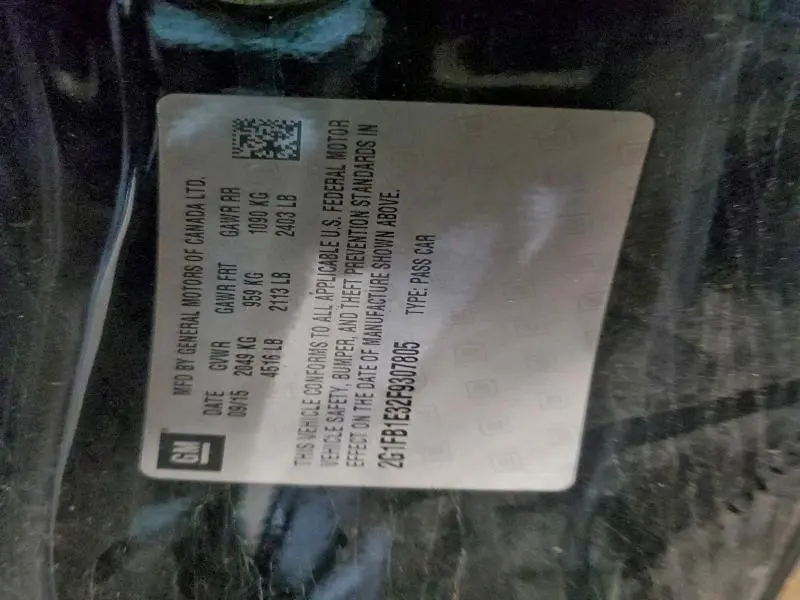 GM
MFD BY GENERAL MOTORS OF CANADA LTD.
DATE GVWR GAWR FRT GAWR RR
09/15 2049 KG 959 KG 1090 KG
4516 LB 2113 LB 2403 LB
THIS VEHICLE CONFORMS TO ALL APPLICABLE U.S. FEDERAL MOTOR
VEHICLE SAFETY, BUMPER, AND THEFT PREVENTION STANDARDS IN
EFFECT ON THE DATE OF MANUFACTURE SHOWN ABOVE.
2G1FB1E32F9307805 TYPE: PASS CAR